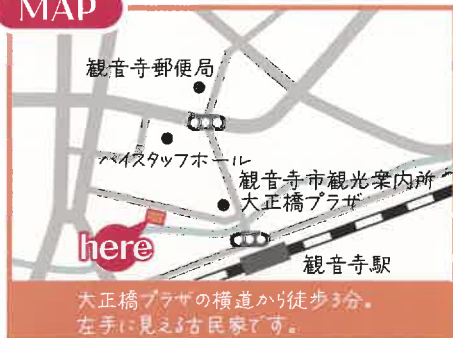 MAP
観音寺郵便局
ハイスタッフホール
観音寺市観光案内所
大正橋プラザ
here
観音寺駅
大正橋プラザの横道から徒歩3分。
左手に見える古民家です。